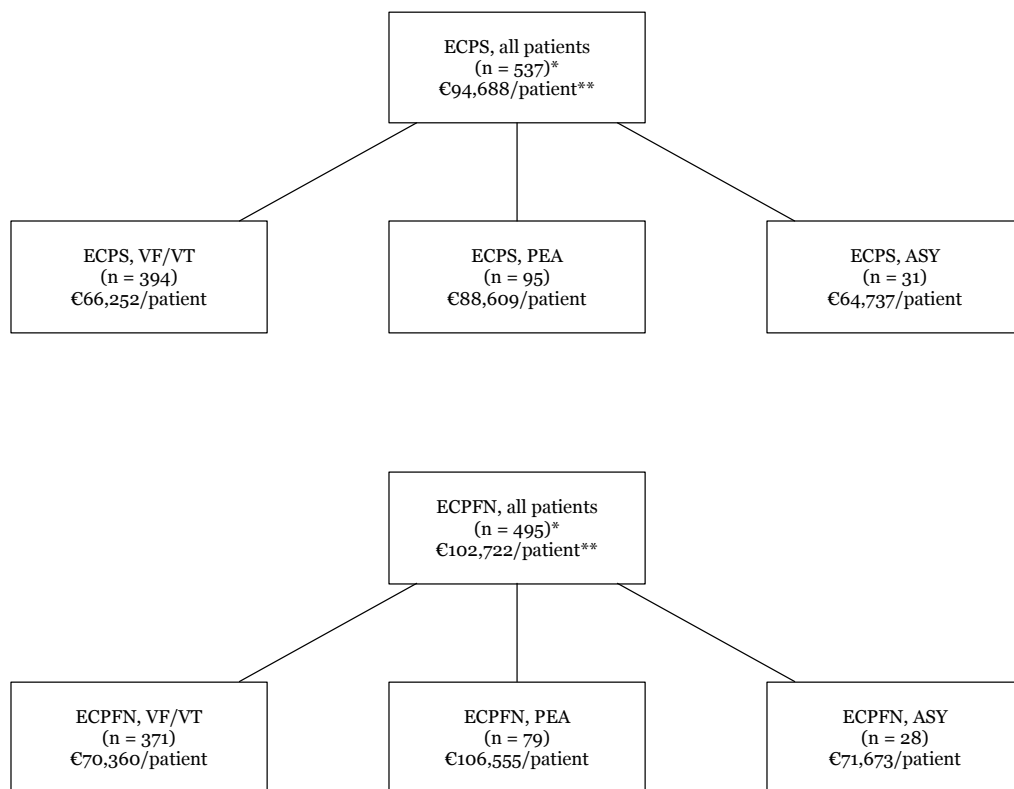 ECPS, all patients
(n = 537)*
€94,688/patient**
ECPS, VF/VT
(n = 394)
€66,252/patient
ECPS, PEA
(n = 95)
€88,609/patient
ECPS, ASY
(n = 31)
€64,737/patient
ECPFN, all patients
(n = 495)*
€102,722/patient**
ECPFN, VF/VT
(n = 371)
€70,360/patient
ECPFN, PEA
(n = 79)
€106,555/patient
ECPFN, ASY
(n = 28)
€71,673/patient